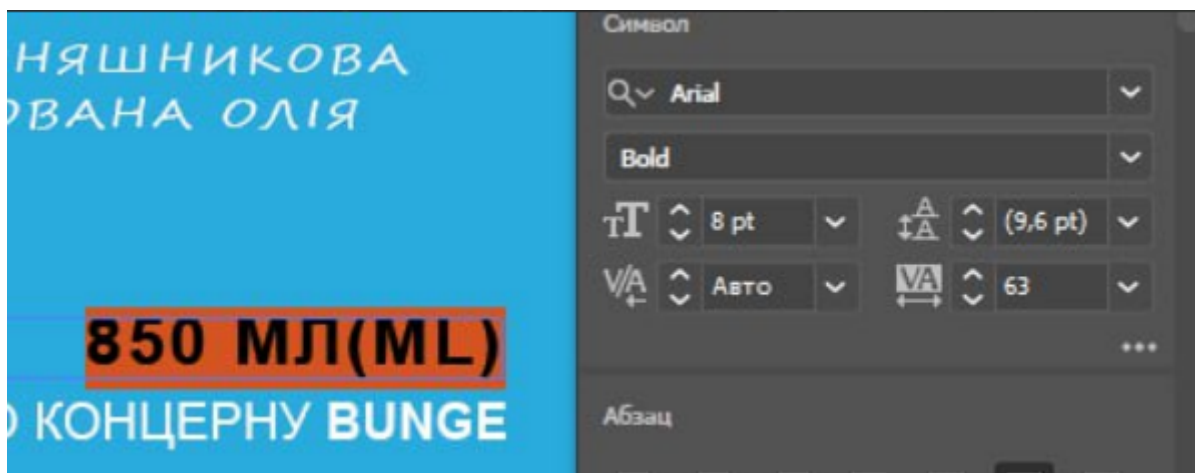 НЯШНИКОВА
ОВАНА ОЛІЯ
850 МЛ(ML)
КОНЦЕРНУ BUNGE
Символ
Arial
Bold
8 pt
(9,6 pt)
Авто
63
Абзац